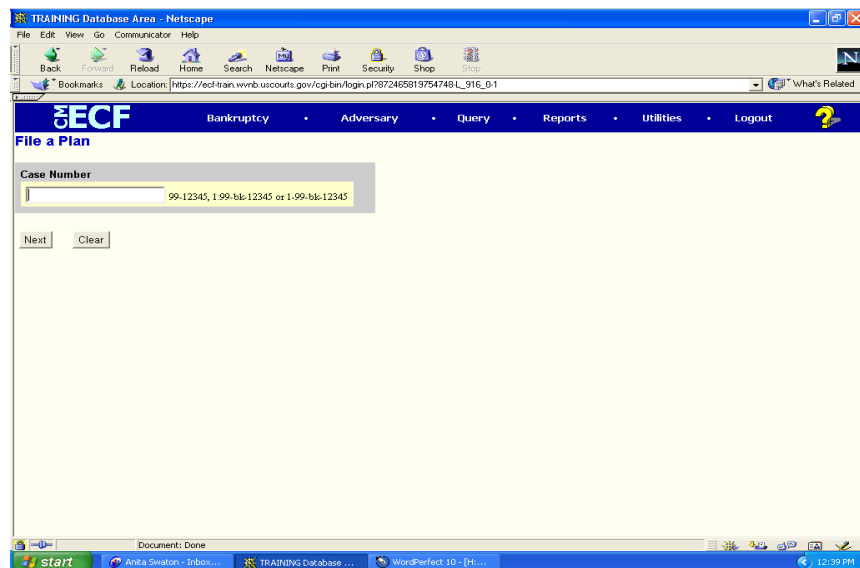 TRAINING Database Area - Netscape
File Edit View Go Communicator Help
Back Forward Reload Home Search Netscape Print Security Shop Stop
Bookmarks Location: https://ecf-train.wvnb.uscourts.gov/cgi-bin/login.pl?872465819754748-L_916_0-1 What's Related
CM ECF Bankruptcy • Adversary • Query • Reports • Utilities • Logout ?
File a Plan
Case Number
99-12345, 1:99-bk-12345 or 1-99-bk-12345
Next Clear
Document: Done
start Anita Swaton - Inbox... TRAINING Database ... WordPerfect 10 - [H:... 12:39 PM